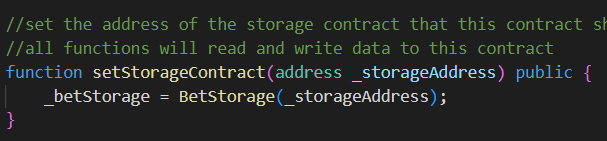 //set the address of the storage contract that this contract
//all functions will read and write data to this contract
function setStorageContract(address _storageAddress) public {
_betStorage = BetStorage(_storageAddress);
}